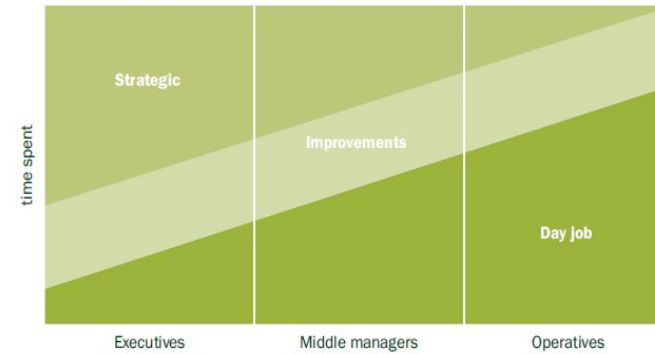 Strategic
Improvements
Day job
time spent
Executives
Middle managers
Operatives